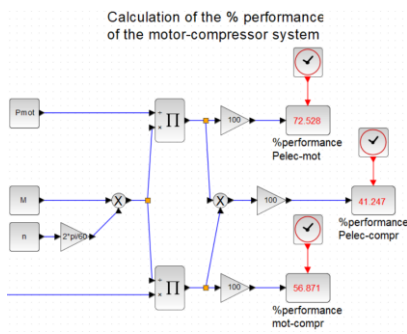 Calculation of the % performance
of the motor-compressor system
Pmot
Π
100
72.528
%performance
Pelec-mot
M
n
2*pi/60
X
X
100
41.247
%performance
Pelec-compr
Π
100
56.871
%performance
mot-compr